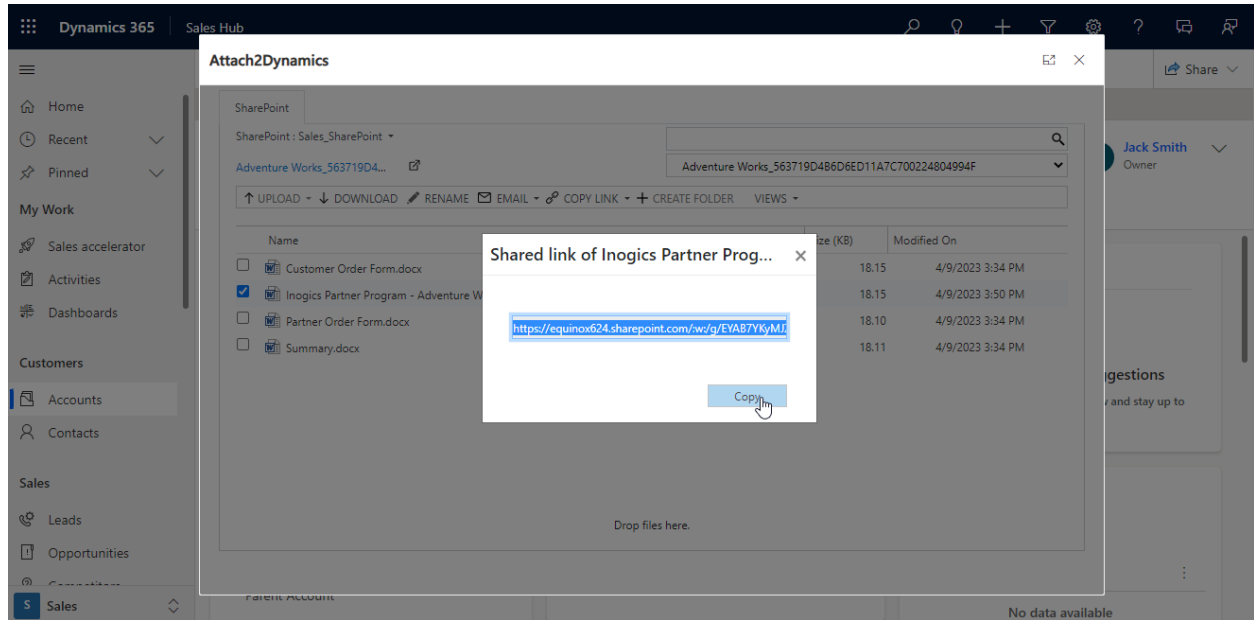 Dynamics 365 Sales Hub
Attach2Dynamics
Share
SharePoint
Home
SharePoint : Sales_SharePoint
Recent
Jack Smith
Owner
Adventure Works_563719D4...
Adventure Works_563719D4B6D6ED11A7C700224804994F
Pinned
UPLOAD DOWNLOAD RENAME EMAIL COPY LINK CREATE FOLDER VIEWS
My Work
Name (KB) Modified On
Sales accelerator
Shared link of Inogics Partner Prog...
Customer Order Form.docx 18.15 4/9/2023 3:34 PM
Activities
Inogics Partner Program - Adventure W 18.15 4/9/2023 3:50 PM
Dashboards
Partner Order Form.docx 18.10 4/9/2023 3:34 PM
https://equinox624.sharepoint.com/:w:/g/EYAB7YKyMJ
Summary.docx 18.11 4/9/2023 3:34 PM
Customers
Accounts
Copy
and stay up to
Contacts
Sales
Leads
Drop files here.
Opportunities
S Sales
No data available